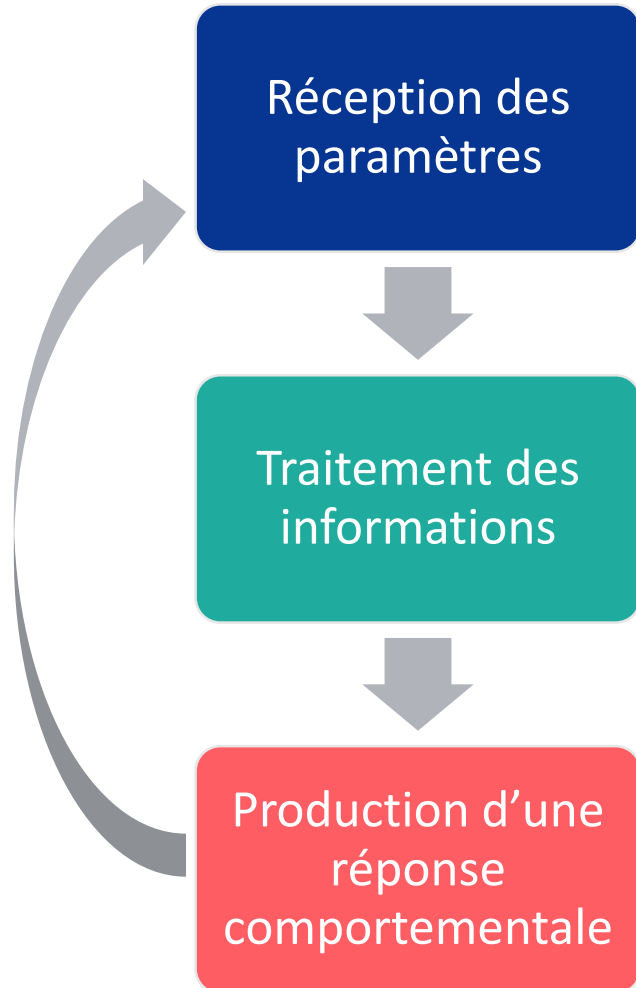 Réception des
paramètres
Traitement des
informations
Production d’une
réponse
comportementale